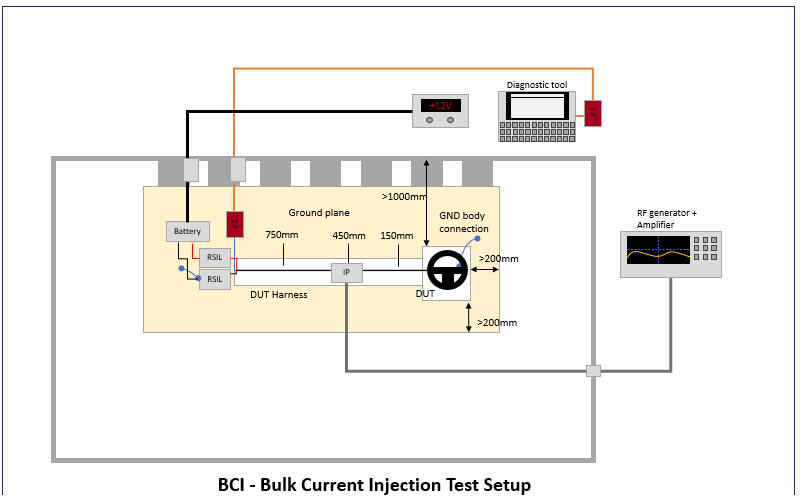 Diagnostic tool
+12V
>1000mm
Ground plane
GND body
connection
RF generator +
Amplifier
Battery
750mm
450mm
150mm
>200mm
RSIL
IP
RSIL
DUT Harness
DUT
>200mm
BCI - Bulk Current Injection Test Setup